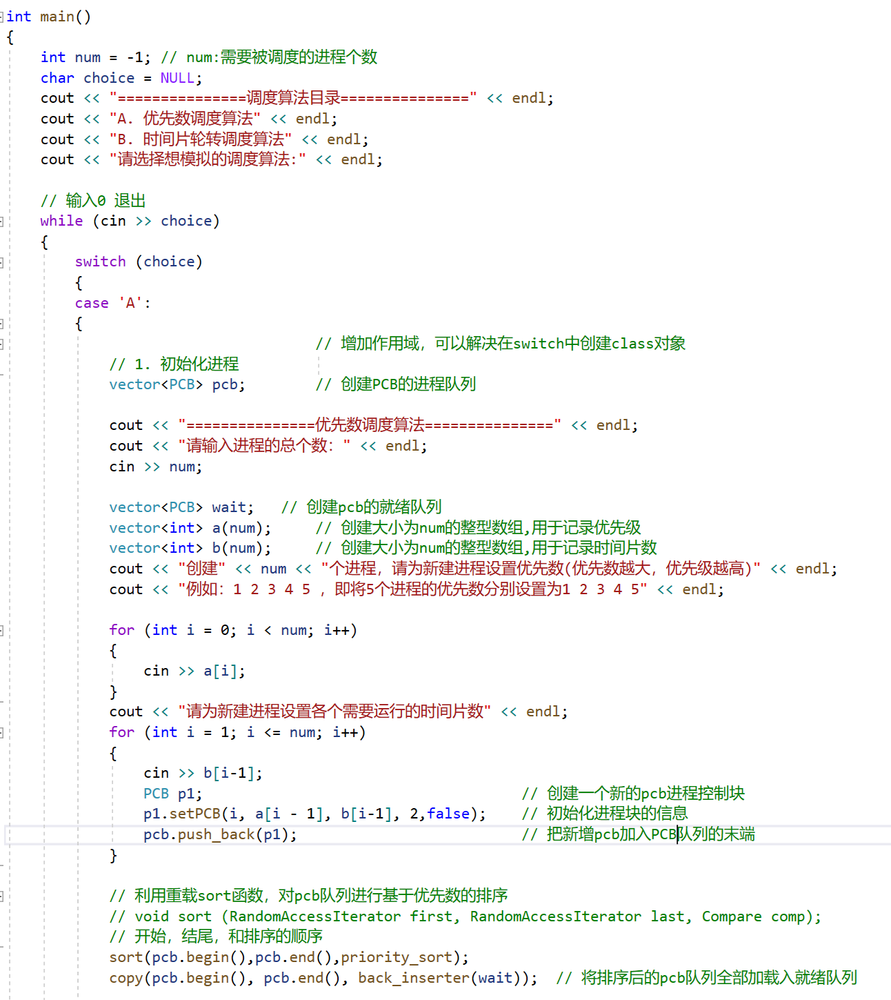 int main()
{
int num = -1; // num:需要被调度的进程个数
char choice = NULL;
cout << "===============调度算法目录===============" << endl;
cout << "A. 优先数调度算法" << endl;
cout << "B. 时间片轮转调度算法" << endl;
cout << "请选择想模拟的调度算法:" << endl;
// 输入0 退出
while (cin >> choice)
{
switch (choice)
{
case 'A':
{
// 增加作用域，可以解决在switch中创建class对象
// 1. 初始化进程
vector<PCB> pcb; // 创建PCB的进程队列
cout << "===============优先数调度算法===============" << endl;
cout << "请输入进程的总个数：" << endl;
cin >> num;
vector<PCB> wait; // 创建pcb的就绪队列
vector<int> a(num); // 创建大小为num的整型数组,用于记录优先级
vector<int> b(num); // 创建大小为num的整型数组,用于记录时间片数
cout << "创建" << num << "个进程，请为新建进程设置优先数(优先数越大，优先级越高)" << endl;
cout << "例如：1 2 3 4 5 ，即将5个进程的优先数分别设置为1 2 3 4 5" << endl;
for (int i = 0; i < num; i++)
{
cin >> a[i];
}
cout << "请为新建进程设置各个需要运行的时间片数" << endl;
for (int i = 1; i <= num; i++)
{
cin >> b[i-1];
PCB p1; // 创建一个新的pcb进程控制块
p1.setPCB(i, a[i - 1], b[i-1], 2,false); // 初始化进程块的信息
pcb.push_back(p1); // 把新增pcb加入PCB队列的末端
}
// 利用重载sort函数，对pcb队列进行基于优先数的排序
// void sort (RandomAccessIterator first, RandomAccessIterator last, Compare comp);
// 开始，结尾，和排序的顺序
sort(pcb.begin(),pcb.end(),priority_sort);
copy(pcb.begin(), pcb.end(), back_inserter(wait)); // 将排序后的pcb队列全部加载入就绪队列